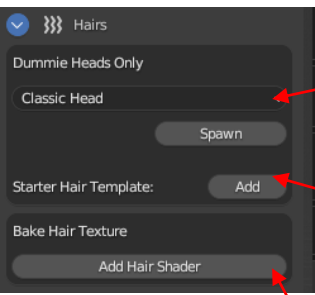 Hairs
Dummie Heads Only
Classic Head
Spawn
Starter Hair Template: Add
Bake Hair Texture
Add Hair Shader